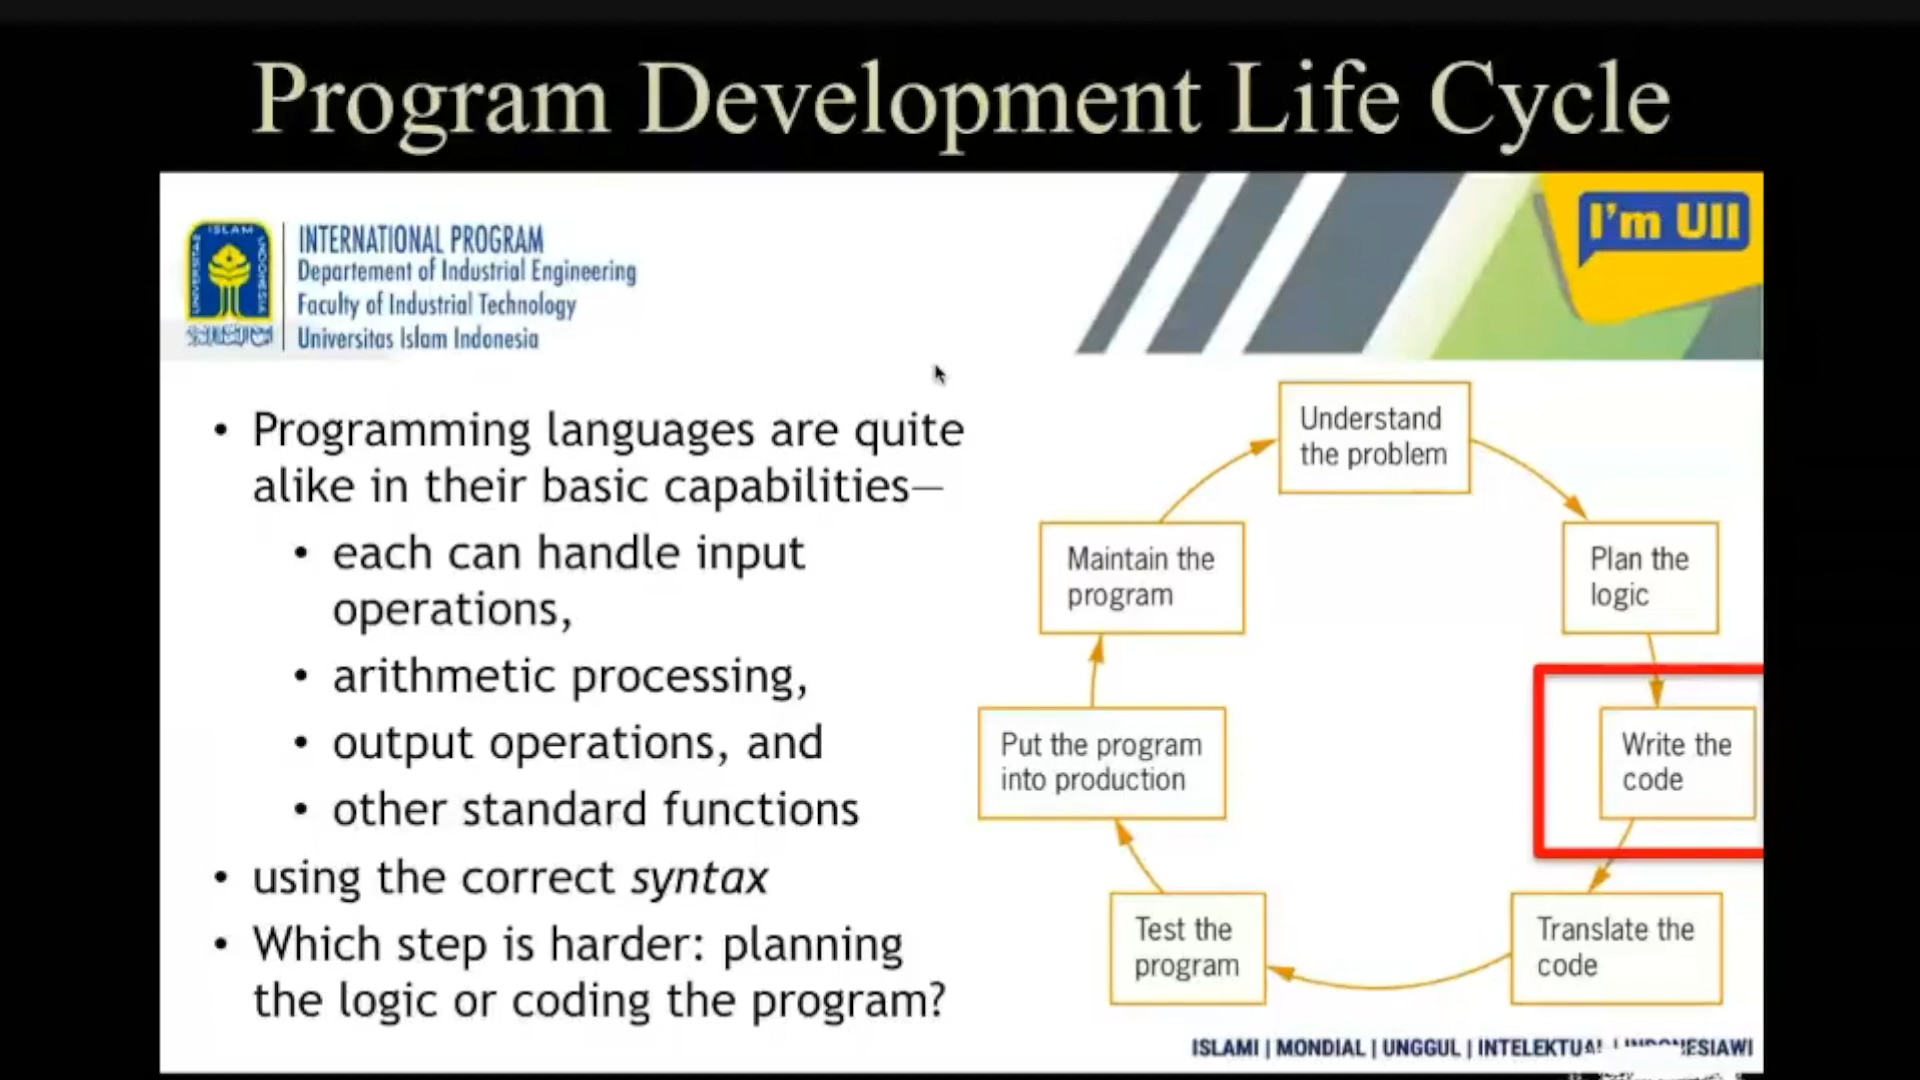 Program Development Life Cycle
ISLAM
UNIVERSITAS
INDONESIA
INTERNATIONAL PROGRAM
Departement of Industrial Engineering
Faculty of Industrial Technology
Universitas Islam Indonesia
I'm UII
• Programming languages are quite
alike in their basic capabilities—
• each can handle input
operations,
• arithmetic processing,
• output operations, and
• other standard functions
• using the correct syntax
• Which step is harder: planning
the logic or coding the program?
Understand
the problem
Plan the
logic
Write the
code
Translate the
code
Test the
program
Put the program
into production
Maintain the
program
ISLAMI | MONDIAL | UNGGUL | INTELEKTUAL | INDONESIAWI